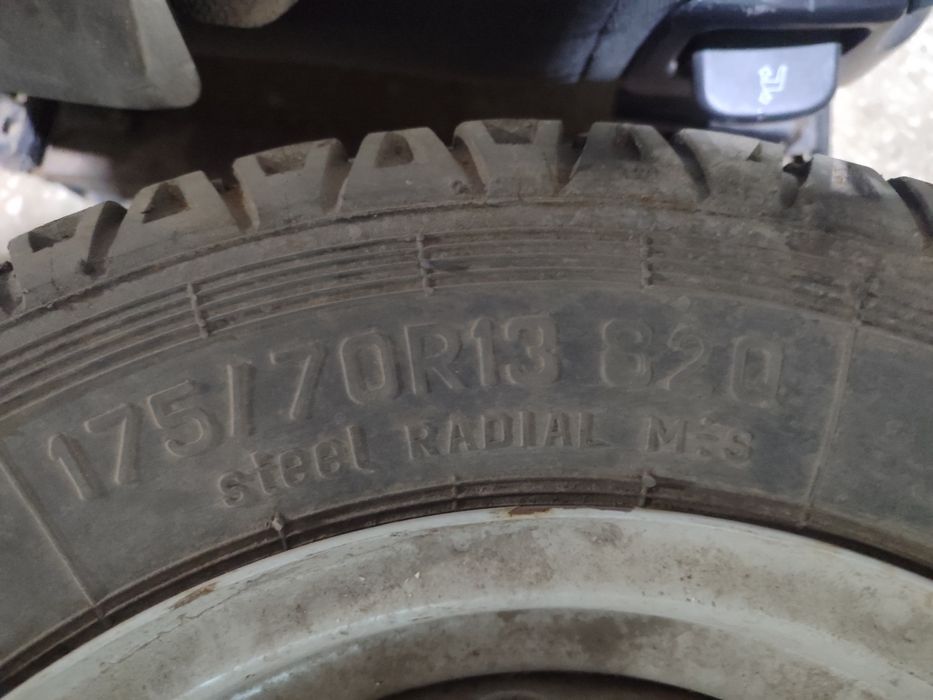 175/70R13 82Q
steel RADIAL M+S